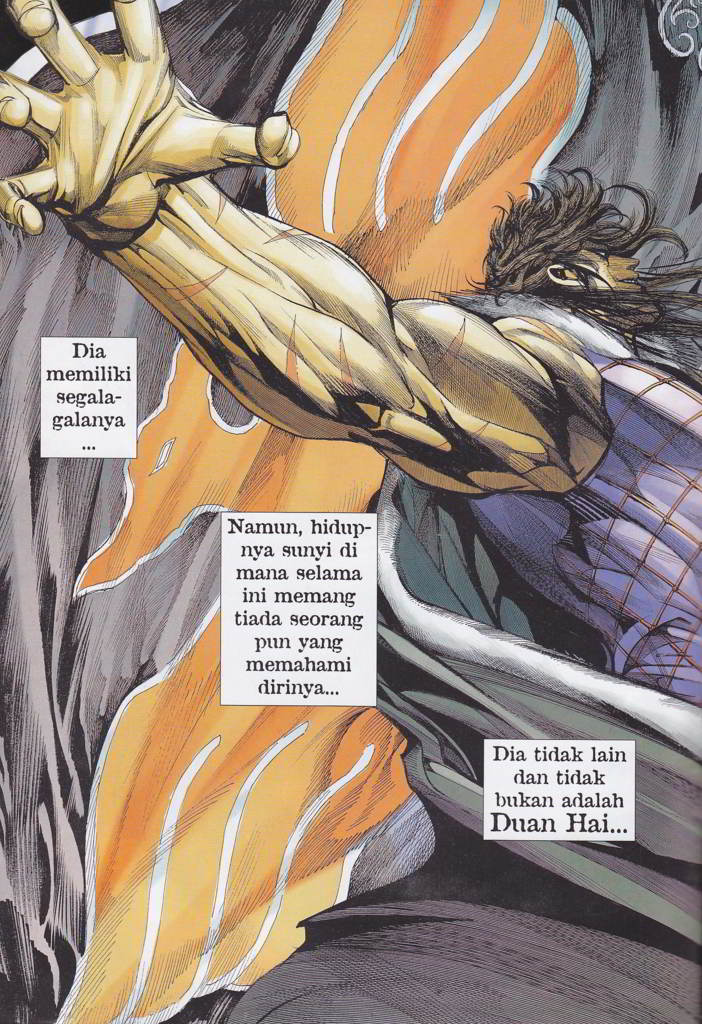 Dia
memiliki
segala-
galanya
...
Namun, hidup-
nya sunyi di
mana selama
ini memang
tiada seorang
pun yang
memahami
dirinya...
Dia tidak lain
dan tidak
bukan adalah
Duan Hai...